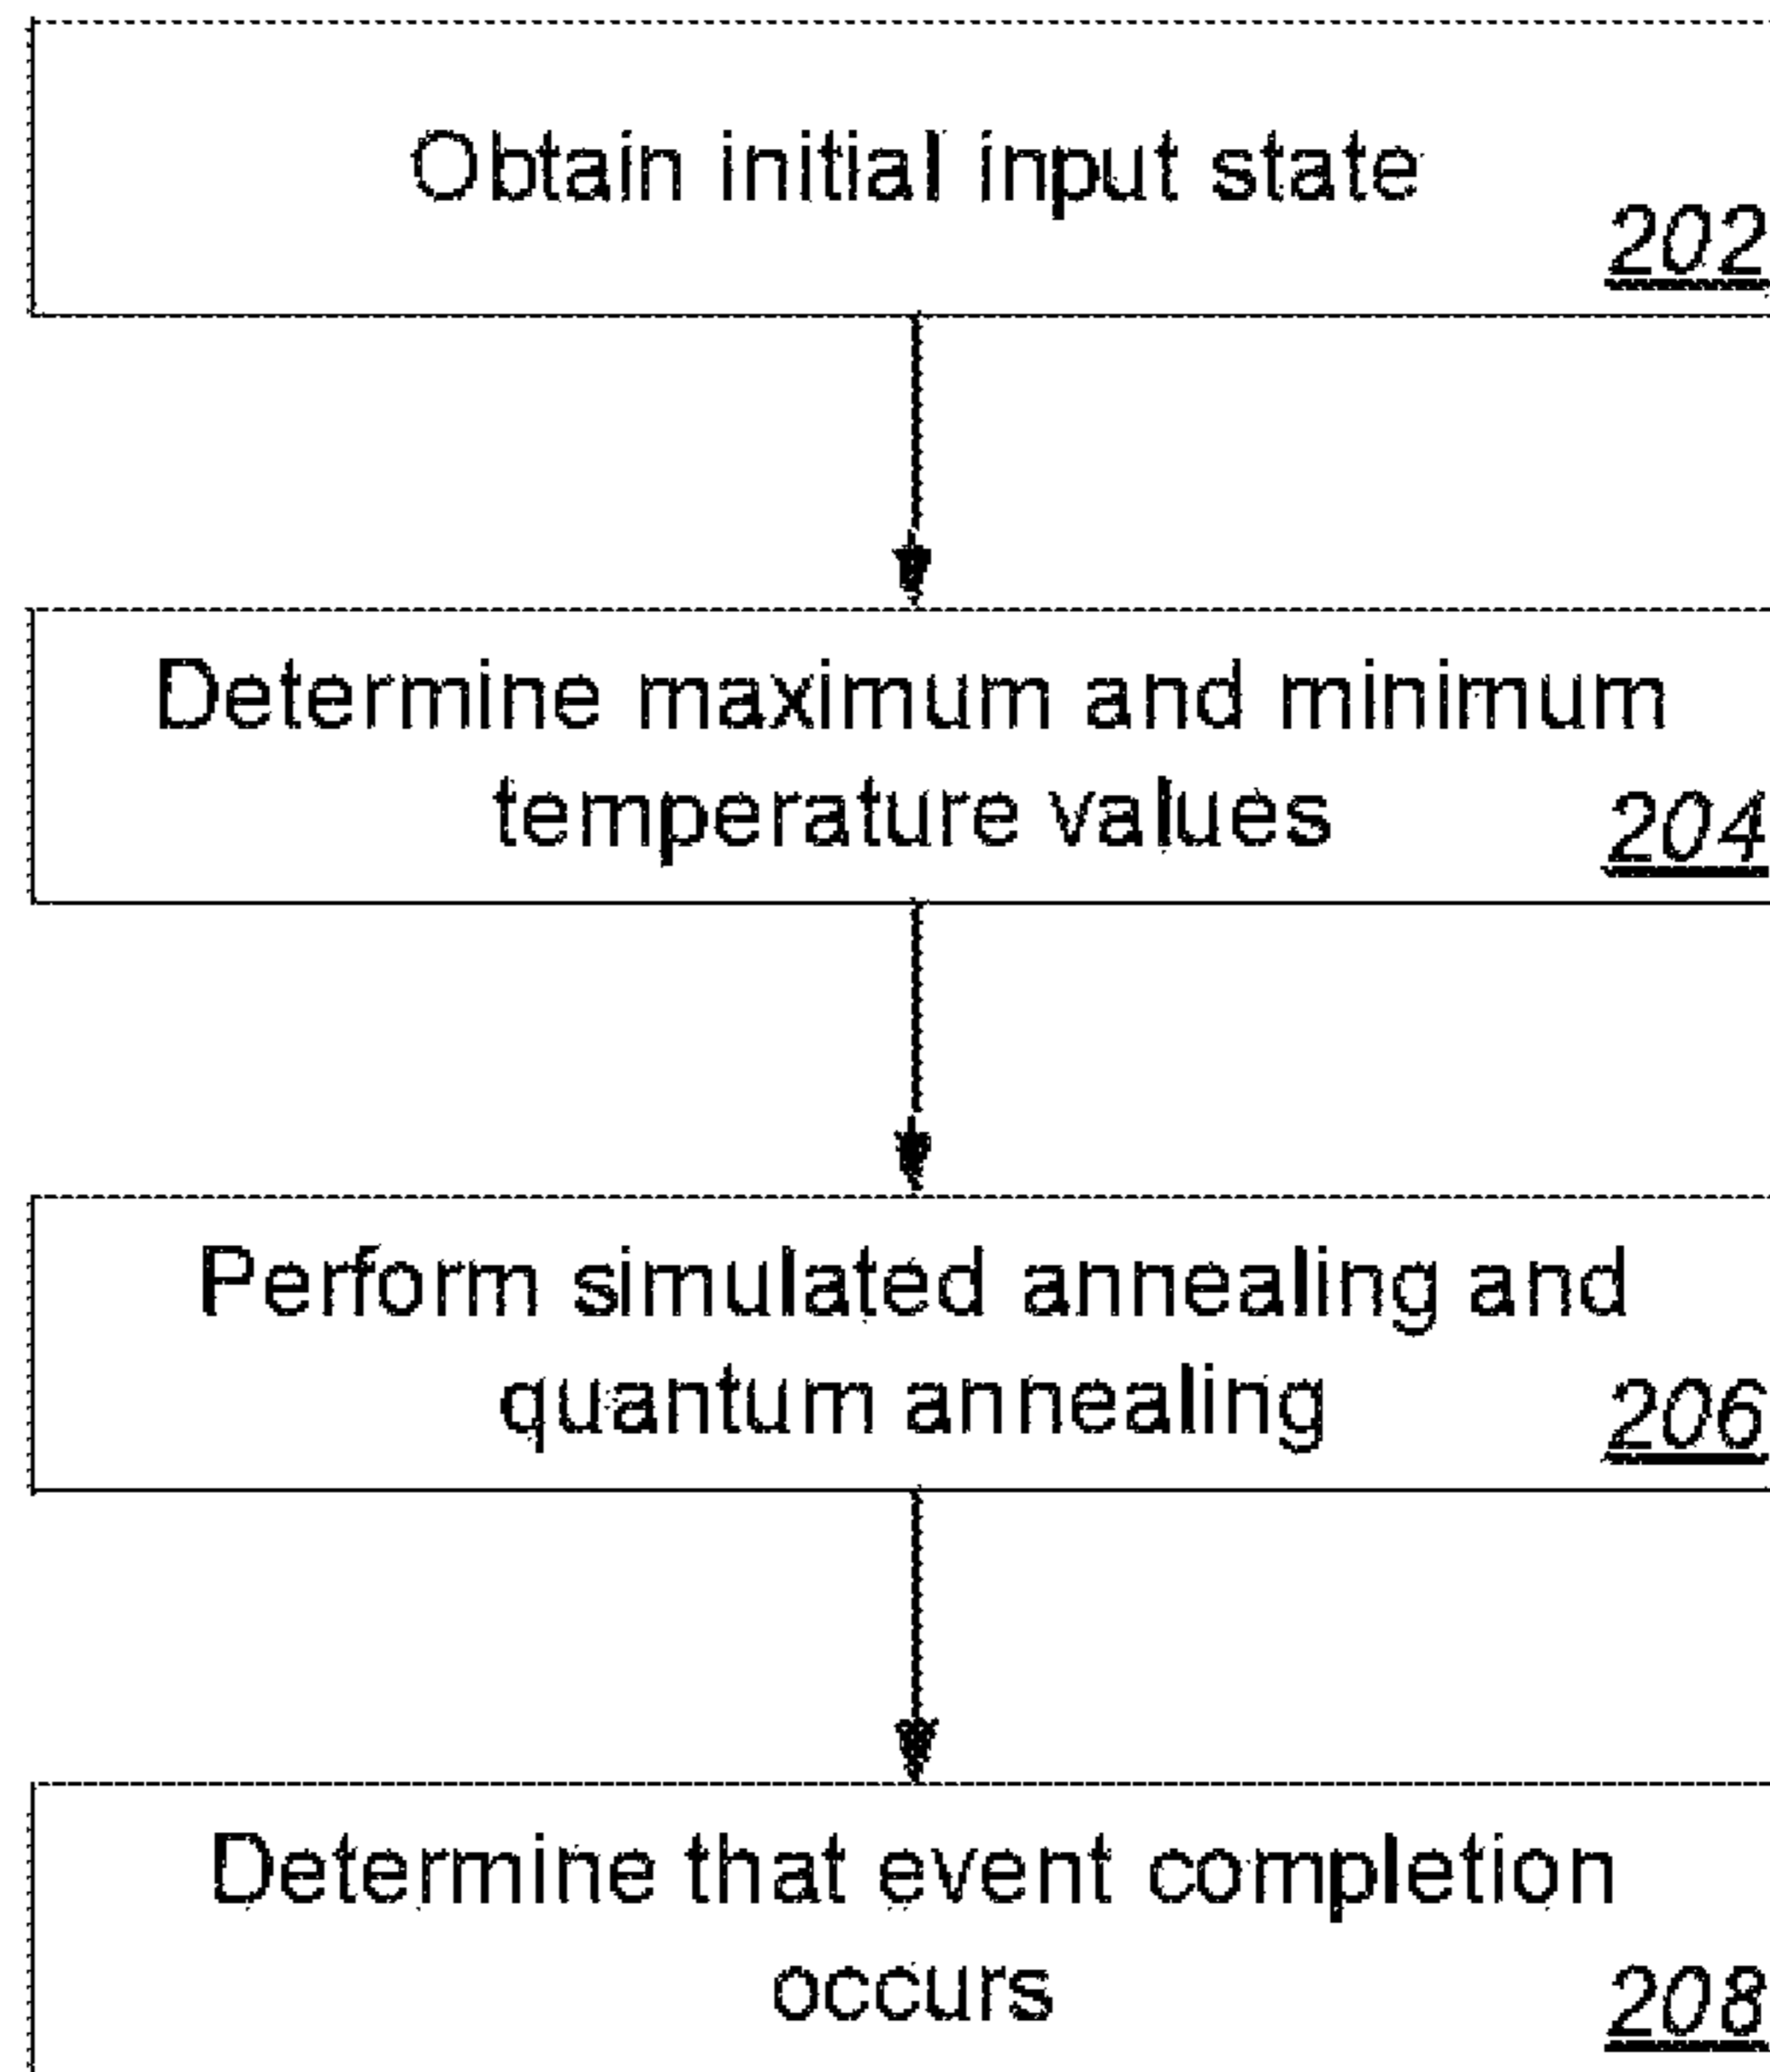 Obtain initial input state
202
Determine maximum and minimum
temperature values
204
Perform simulated annealing and
quantum annealing
206
Determine that event completion
occurs
208